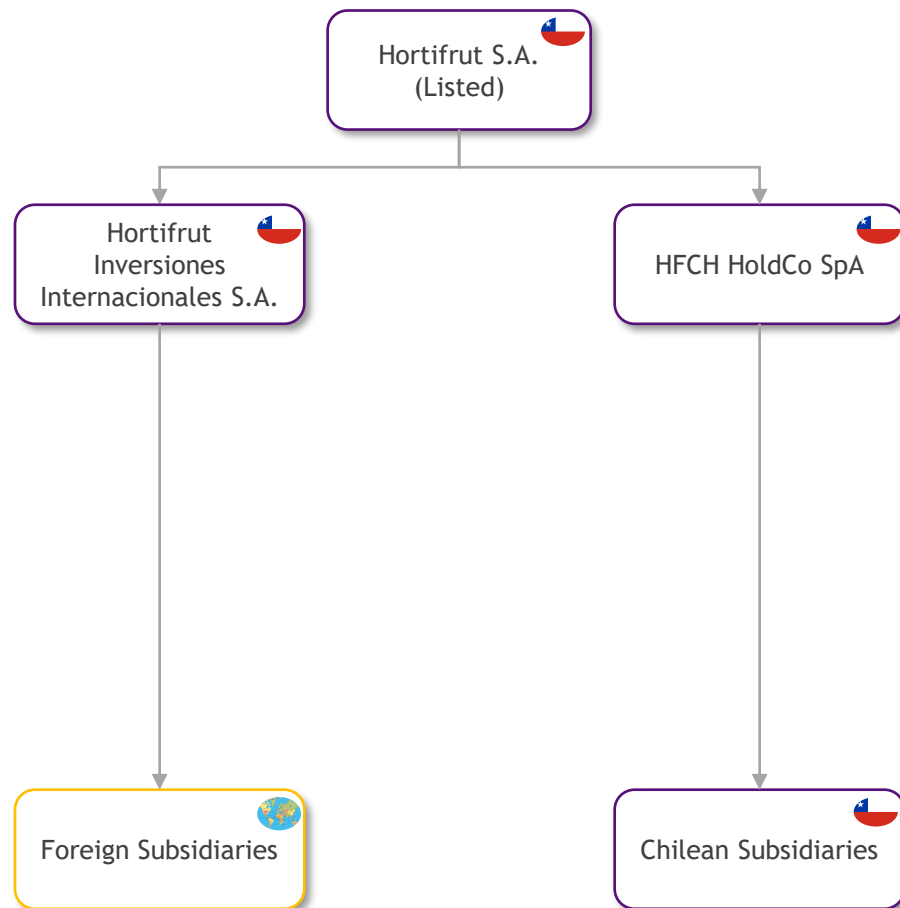 Hortifrut S.A.
(Listed)
Hortifrut
Inversiones
Internacionales S.A.
HFCH HoldCo SpA
Foreign Subsidiaries
Chilean Subsidiaries